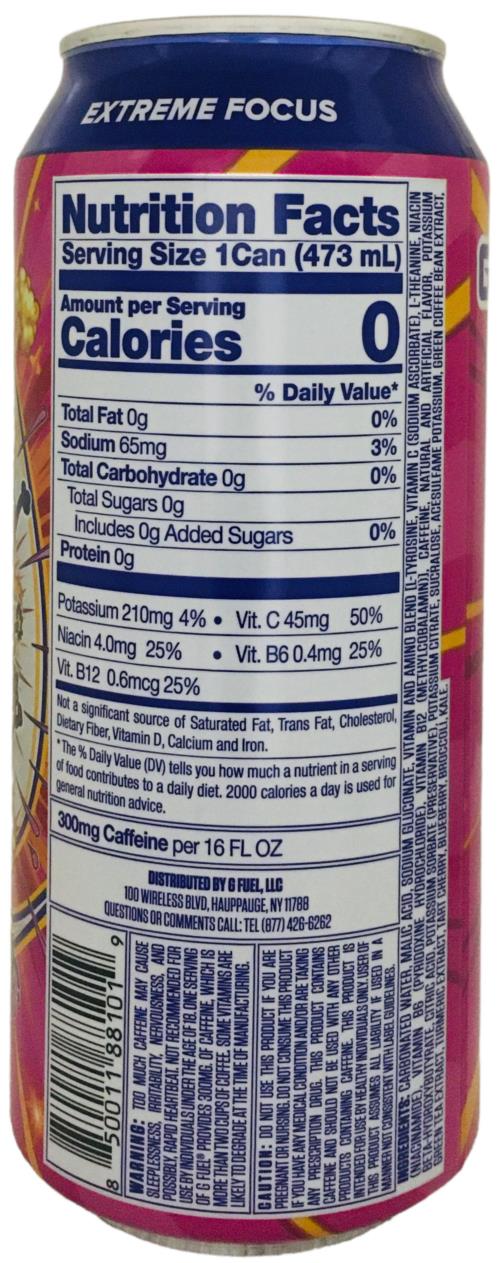 EXTREME FOCUS
Nutrition Facts
Serving Size 1Can (473 mL)
Amount per Serving
Calories 0
% Daily Value*
Total Fat 0g 0%
Sodium 65mg 3%
Total Carbohydrate 0g 0%
Total Sugars 0g
Includes 0g Added Sugars 0%
Protein 0g
Potassium 210mg 4% • Vit. C 45mg 50%
Niacin 4.0mg 25% • Vit. B6 0.4mg 25%
Vit. B12 0.6mcg 25%
Not a significant source of Saturated Fat, Trans Fat, Cholesterol,
Dietary Fiber, Vitamin D, Calcium and Iron.
*The % Daily Value (DV) tells you how much a nutrient in a serving
of food contributes to a daily diet. 2000 calories a day is used for
general nutrition advice.
300mg Caffeine per 16 FL OZ
DISTRIBUTED BY G FUEL, LLC
100 WIRELESS BLVD, HAUPPAUGE, NY 11788
QUESTIONS OR COMMENTS CALL: TEL (877) 426-6262
8 50011 88101 9
WARNING: TOO MUCH CAFFEINE MAY CAUSE
SLEEPLESSNESS, IRRITABILITY, NERVOUSNESS, AND
POSSIBLY, RAPID HEARTBEAT. NOT RECOMMENDED FOR
USE BY INDIVIDUALS UNDER THE AGE OF 18. ONE SERVING
OF G FUEL® PROVIDES 300MG. OF CAFFEINE, WHICH IS
MORE THAN TWO CUPS OF COFFEE. SOME VITAMINS ARE
LIKELY TO DEGRADE AT THE TIME OF MANUFACTURING.
CAUTION: DO NOT USE THIS PRODUCT IF YOU ARE
PREGNANT OR NURSING. DO NOT CONSUME THIS PRODUCT
IF YOU HAVE ANY MEDICAL CONDITION AND/OR ARE TAKING
ANY PRESCRIPTION DRUG. THIS PRODUCT CONTAINS
CAFFEINE AND SHOULD NOT BE USED WITH ANY OTHER
PRODUCTS CONTAINING CAFFEINE. THIS PRODUCT IS
INTENDED FOR USE BY HEALTHY INDIVIDUALS ONLY. USER OF
THIS PRODUCT ASSUMES ALL LIABILITY IF USED IN A
MANNER NOT CONSISTENT WITH LABEL GUIDELINES.
INGREDIENTS: CARBONATED WATER, MALIC ACID, SODIUM GLUCONATE, VITAMIN AND AMINO BLEND (L-TYROSINE, VITAMIN C (SODIUM ASCORBATE), L-THEANINE, NIACIN
(NIACINAMIDE), VITAMIN B6 (PYRIDOXINE HYDROCHLORIDE), VITAMIN B12 (METHYLCOBALAMIN)), CAFFEINE, NATURAL AND ARTIFICIAL FLAVOR, POTASSIUM
BETA-HYDROXYBUTYRATE, CITRIC ACID, POTASSIUM SORBATE (PRESERVATIVE), POTASSIUM CITRATE, SUCRALOSE, ACESULFAME POTASSIUM, GREEN COFFEE BEAN EXTRACT,
GREEN TEA EXTRACT, TURMERIC EXTRACT, TART CHERRY, BLUEBERRY, BROCCOLI, KALE.
G